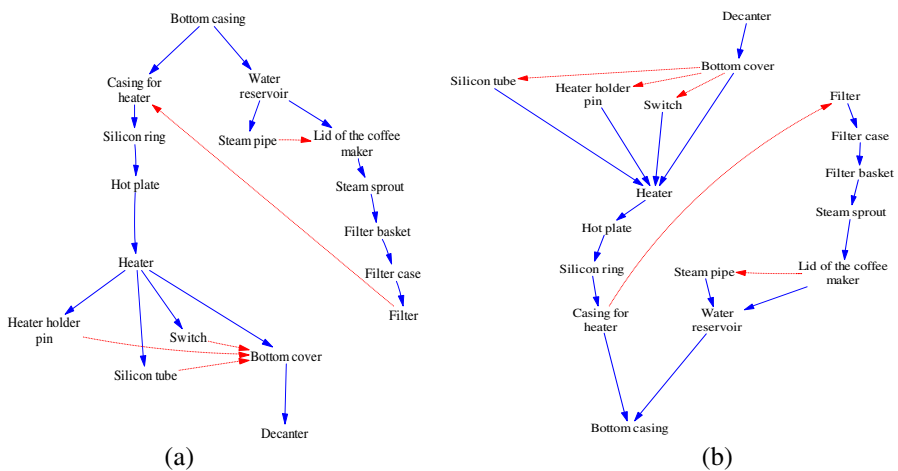 Bottom casing
Casing for
heater
Water
reservoir
Silicon ring
Steam pipe
Lid of the coffee
maker
Hot plate
Steam sprout
Filter basket
Heater
Filter case
Heater holder
pin
Switch
Filter
Bottom cover
Silicon tube
Decanter
(a)
Decanter
Bottom cover
Silicon tube
Heater holder
pin
Switch
Filter
Filter case
Filter basket
Heater
Steam sprout
Hot plate
Silicon ring
Steam pipe
Lid of the coffee
maker
Casing for
heater
Water
reservoir
Bottom casing
(b)